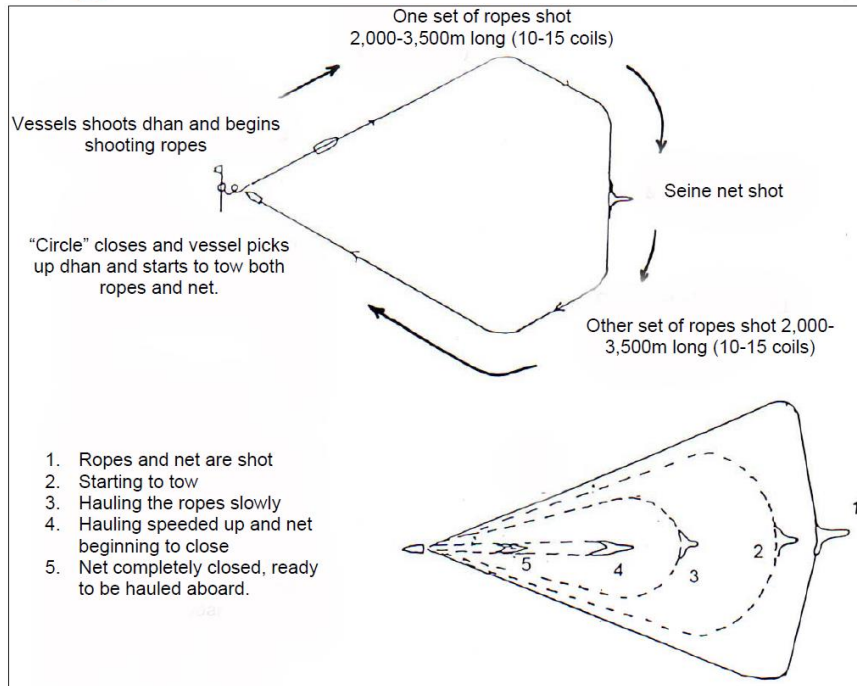 One set of ropes shot
2,000-3,500m long (10-15 coils)
Vessels shoots dhan and begins
shooting ropes
Seine net shot
“Circle” closes and vessel picks
up dhan and starts to tow both
ropes and net.
Other set of ropes shot 2,000-
3,500m long (10-15 coils)
1. Ropes and net are shot
2. Starting to tow
3. Hauling the ropes slowly
4. Hauling speeded up and net
beginning to close
5. Net completely closed, ready
to be hauled aboard.
1
2
3
4
5